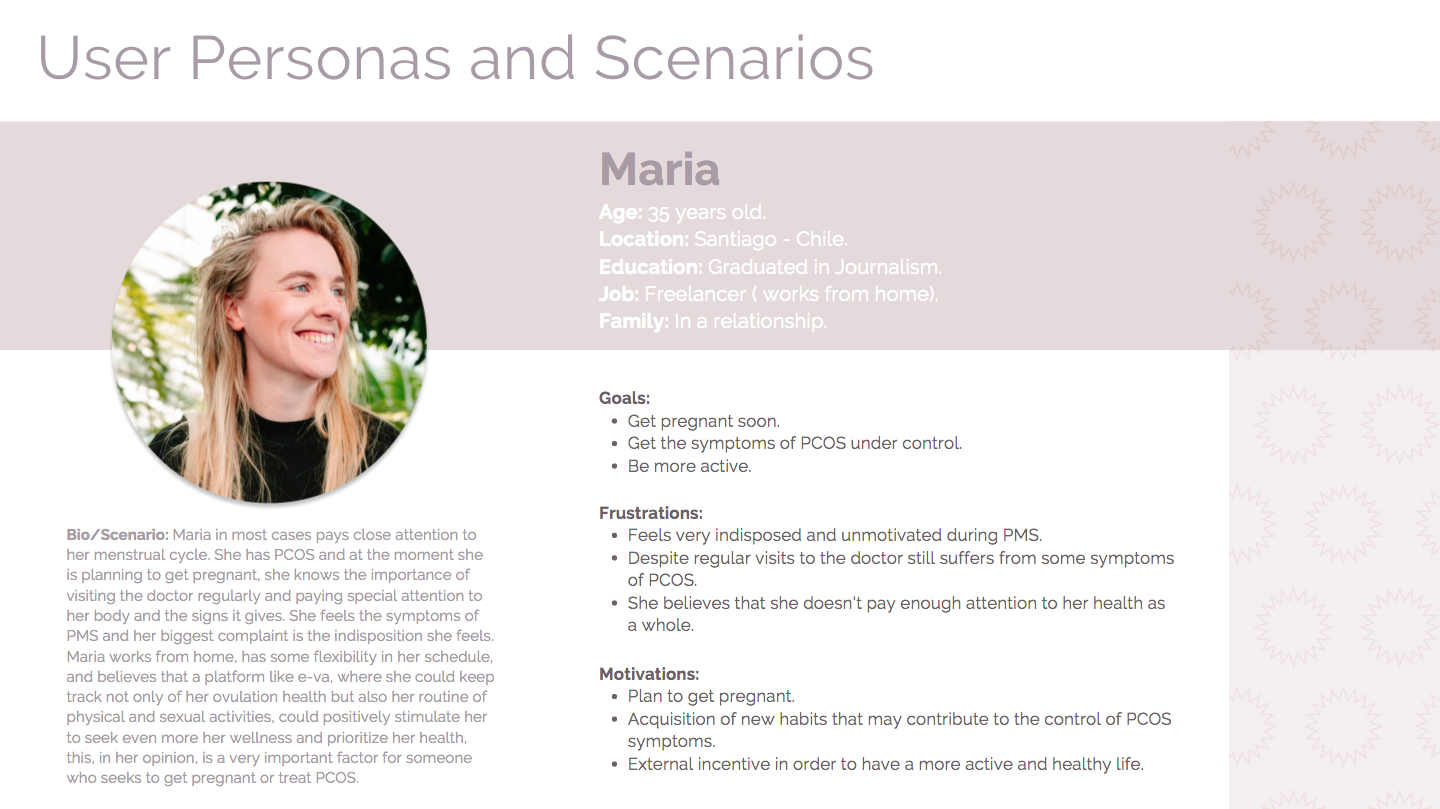 User Personas and Scenarios
Maria
Age: 35 years old.
Location: Santiago - Chile.
Education: Graduated in Journalism.
Job: Freelancer ( works from home).
Family: In a relationship.
Bio/Scenario: Maria in most cases pays close attention to
her menstrual cycle. She has PCOS and at the moment she
is planning to get pregnant, she knows the importance of
visiting the doctor regularly and paying special attention to
her body and the signs it gives. She feels the symptoms of
PMS and her biggest complaint is the indisposition she feels.
Maria works from home, has some flexibility in her schedule,
and believes that a platform like e-va, where she could keep
track not only of her ovulation health but also her routine of
physical and sexual activities, could positively stimulate her
to seek even more her wellness and prioritize her health,
this, in her opinion, is a very important factor for someone
who seeks to get pregnant or treat PCOS.
Goals:
• Get pregnant soon.
• Get the symptoms of PCOS under control.
• Be more active.
Frustrations:
• Feels very indisposed and unmotivated during PMS.
• Despite regular visits to the doctor still suffers from some symptoms
of PCOS.
• She believes that she doesn't pay enough attention to her health as
a whole.
Motivations:
• Plan to get pregnant.
• Acquisition of new habits that may contribute to the control of PCOS
symptoms.
• External incentive in order to have a more active and healthy life.